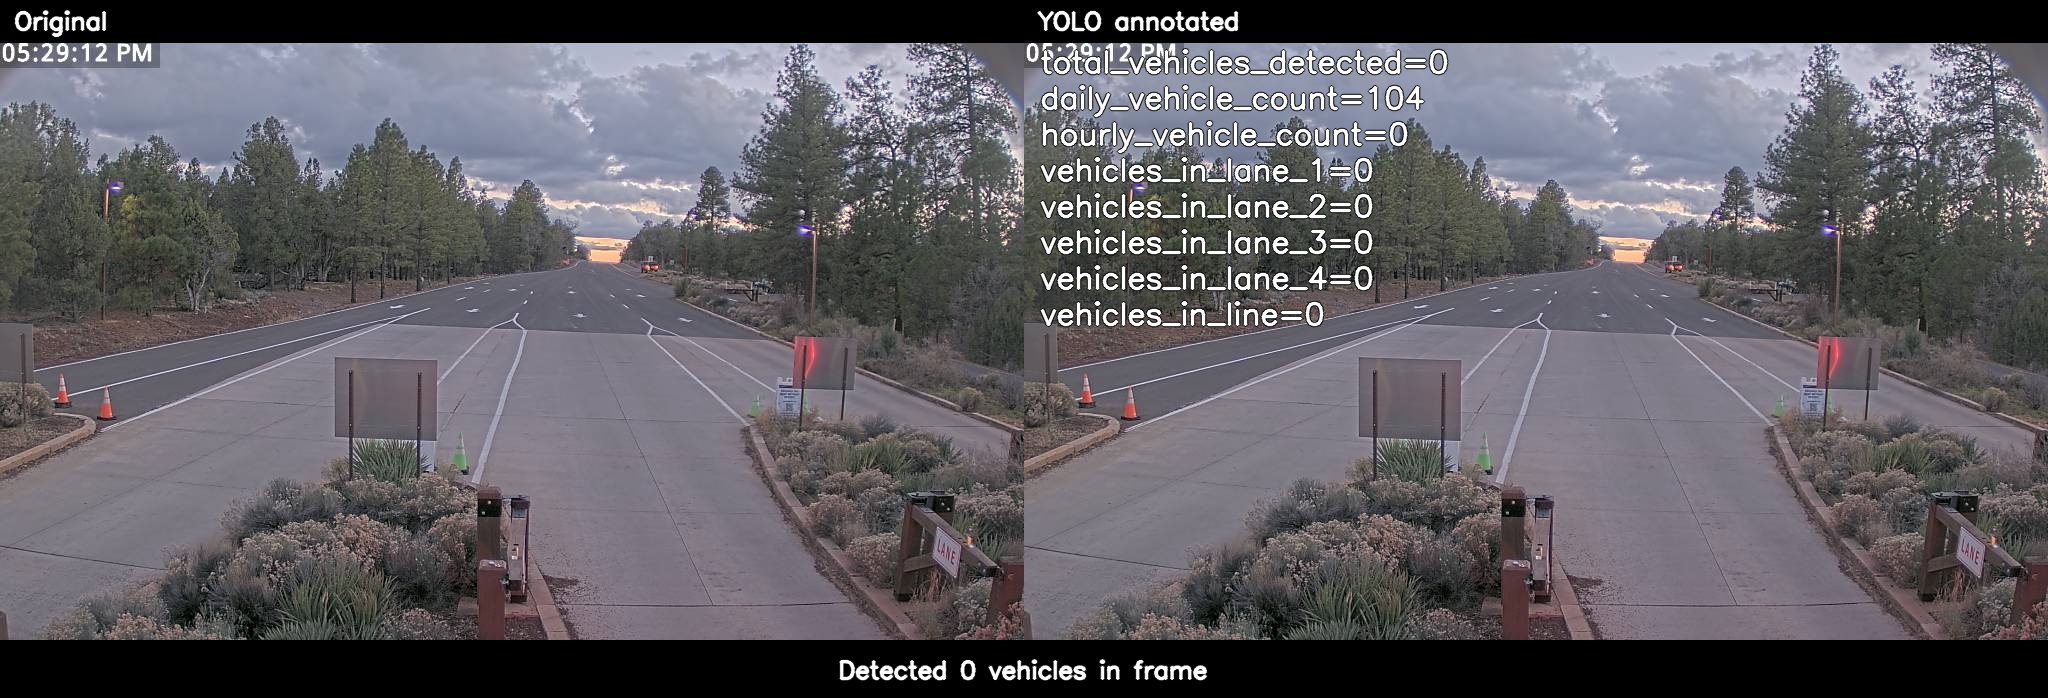 Original
05:29:12 PM
LANE
YOLO annotated
05:29:12 PM
total_vehicles_detected=0
daily_vehicle_count=104
hourly_vehicle_count=0
vehicles_in_lane_1=0
vehicles_in_lane_2=0
vehicles_in_lane_3=0
vehicles_in_lane_4=0
vehicles_in_line=0
LANE
Detected 0 vehicles in frame